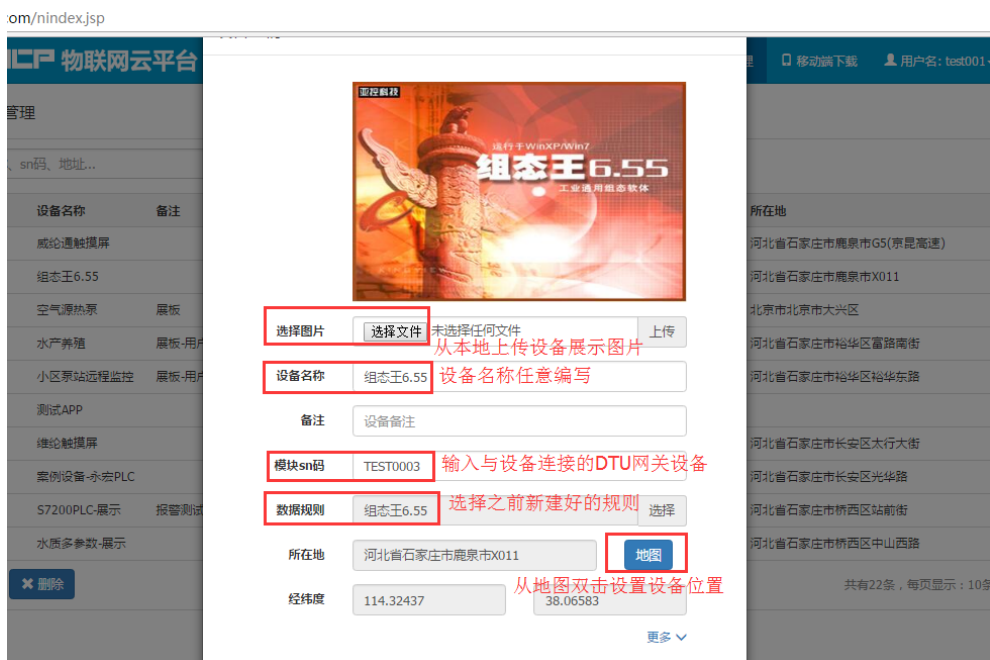 com/nindex.jsp
物联网云平台
移动端下载
用户名: test001
管理
sn码、地址...
设备名称 备注 所在地
威纶通触摸屏 河北省石家庄市鹿泉市G5(京昆高速)
组态王6.55 河北省石家庄市鹿泉市X011
空气源热泵 展板 北京市北京市大兴区
水产养殖 展板-用户 河北省石家庄市裕华区富路南街
小区泵站远程监控 展板-用户 河北省石家庄市裕华区裕华东路
测试APP
维纶触摸屏 河北省石家庄市长安区太行大街
案例设备-永宏PLC 河北省石家庄市长安区光华路
S7200PLC-展示 报警测试 河北省石家庄市桥西区站前街
水质多参数-展示 河北省石家庄市桥西区中山西路
删除
共有22条，每页显示：10条
亚控科技
运行于WinXP/Win7
组态王6.55
工业通用组态软体
选择图片 选择文件 未选择任何文件 上传
从本地上传设备展示图片
设备名称 组态王6.55 设备名称任意编写
备注 设备备注
模块sn码 TEST0003 输入与设备连接的DTU网关设备
数据规则 组态王6.55 选择之前新建好的规则 选择
所在地 河北省石家庄市鹿泉市X011 地图
从地图双击设置设备位置
经纬度 114.32437 38.06583
更多